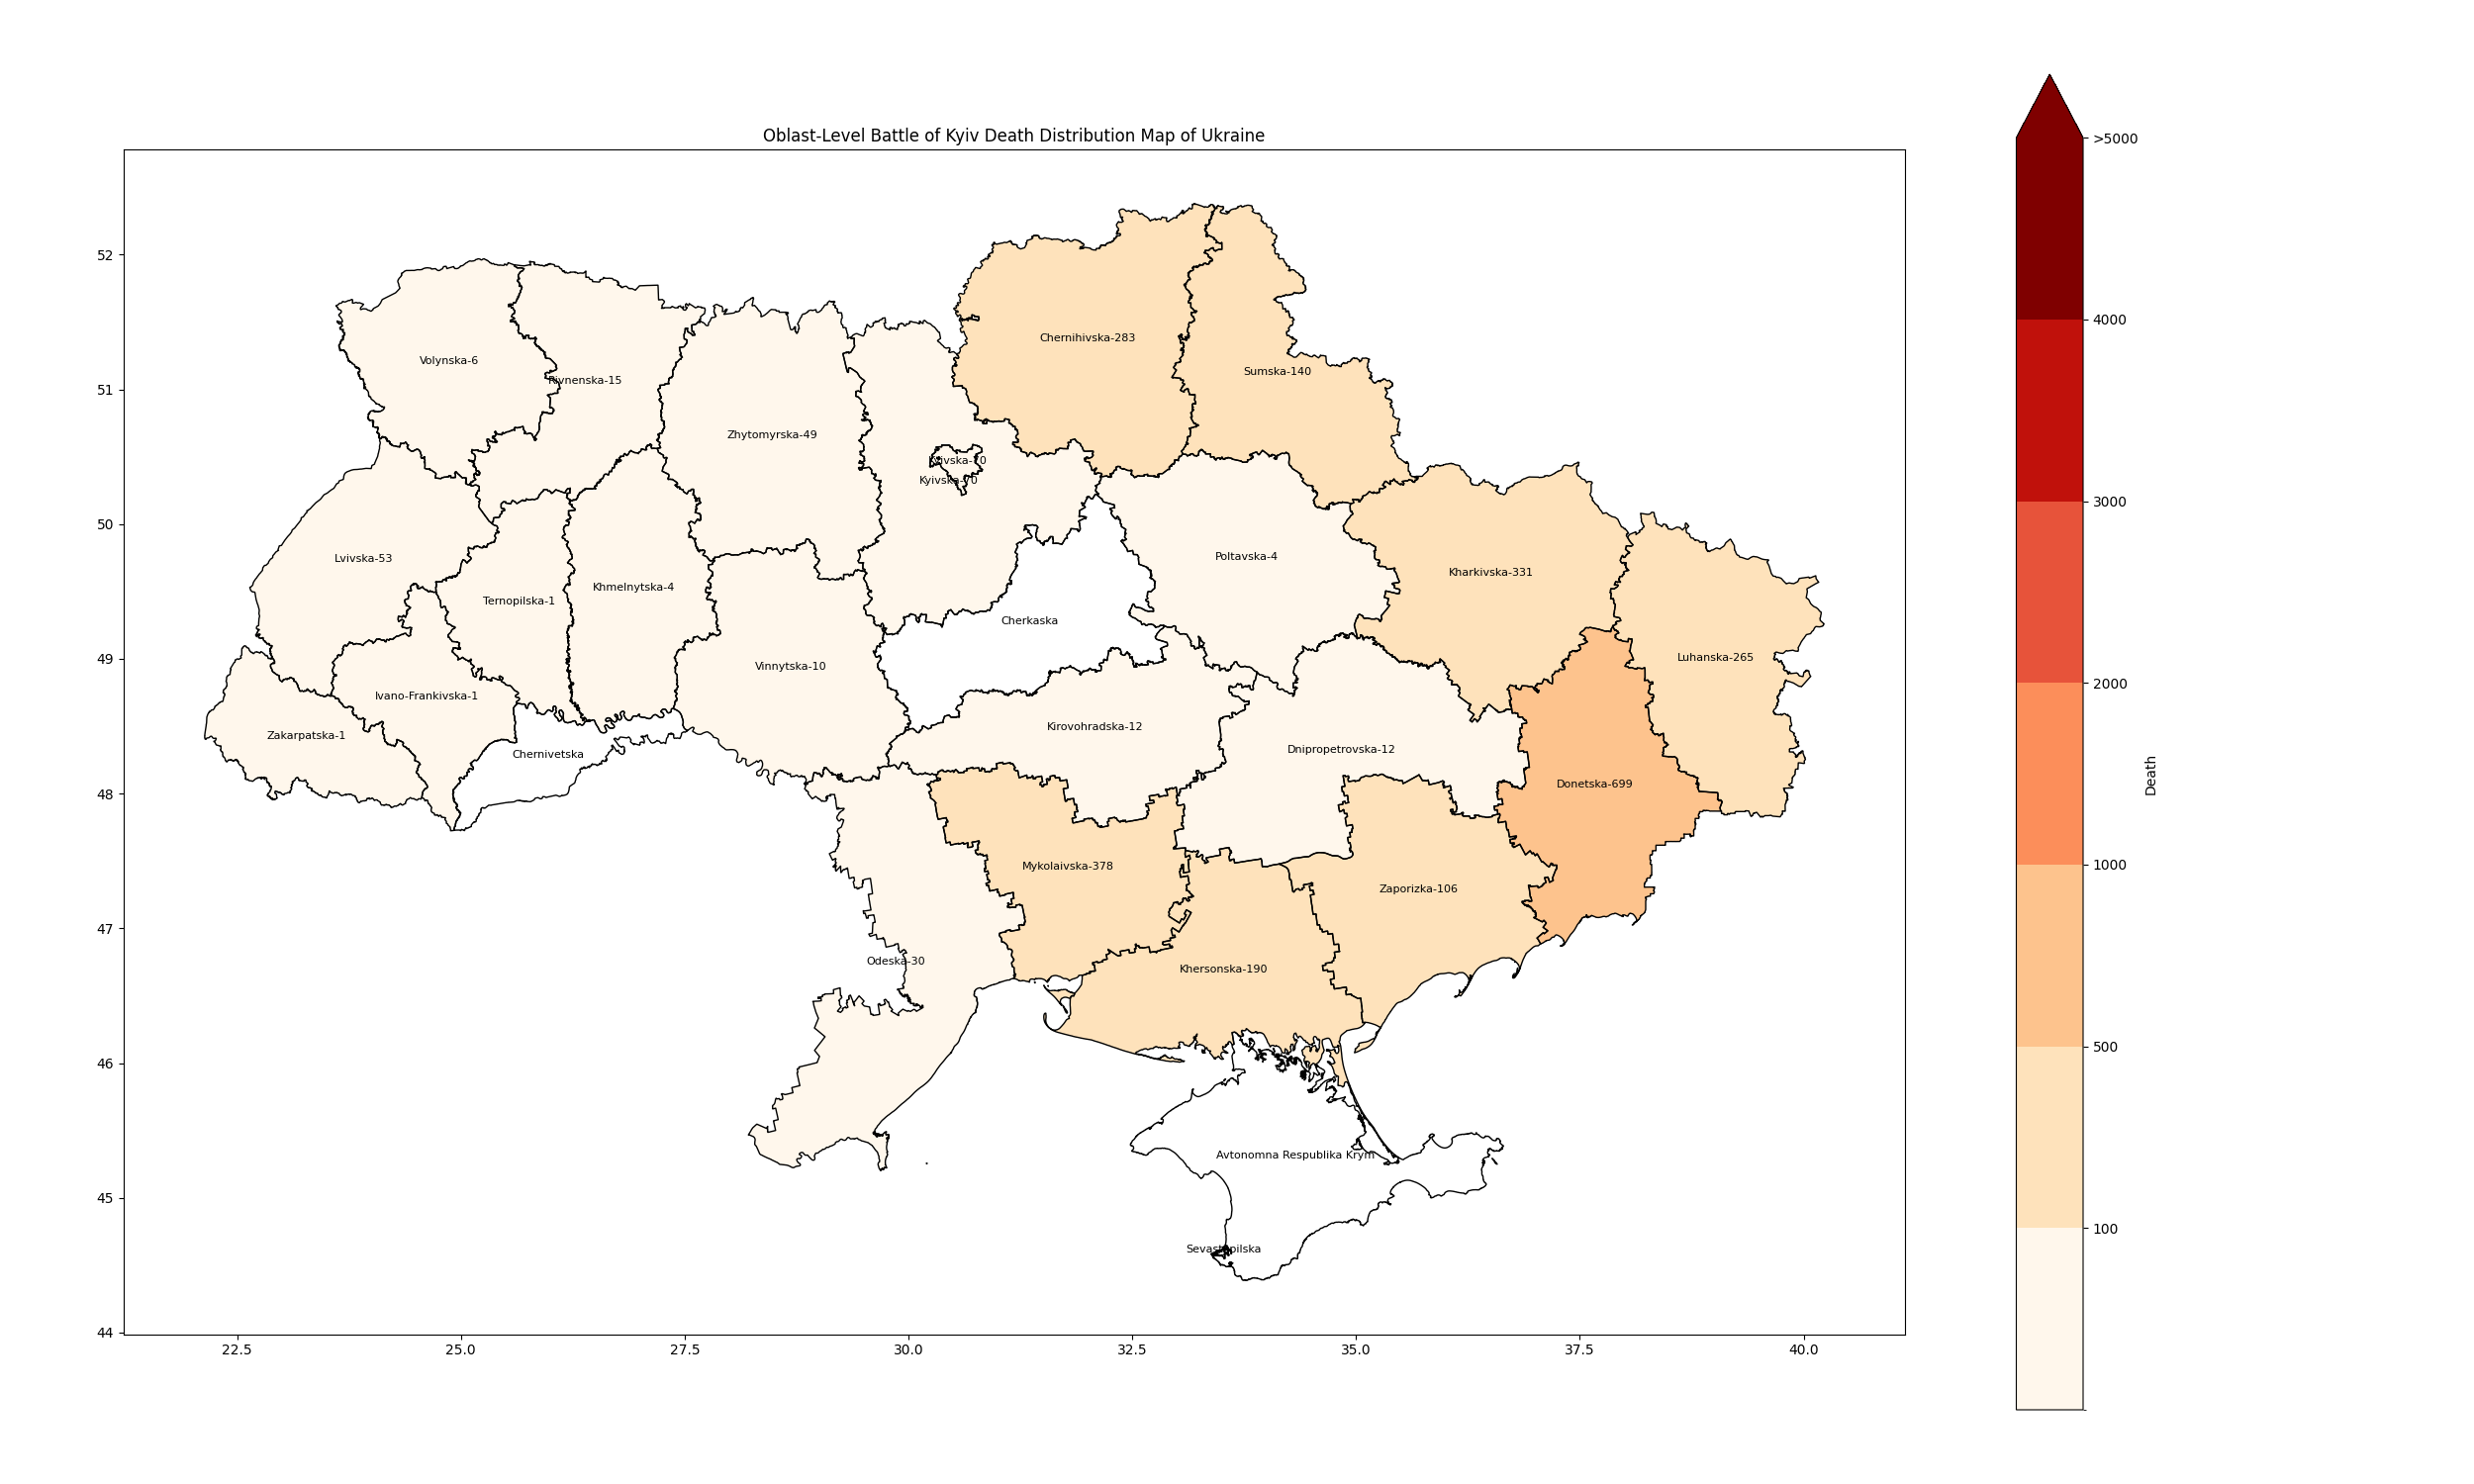 Oblast-Level Battle of Kyiv Death Distribution Map of Ukraine
>5000
52
Chernihivska-283
4000
Volynska-6
Sumska-140
Rivnenska-15
51
Zhytomyrska-49
Kyivska-70
Kyivska-70
3000
50
Lvivska-53
Poltavska-4
Kharkivska-331
Khmelnytska-4
Ternopilska-1
Cherkaska
49
Luhanska-265
Vinnytska-10
2000
Ivano-Frankivska-1
Kirovohradska-12
Zakarpatska-1
Dnipropetrovska-12
Chernivetska
Donetska-699
Death
48
1000
Mykolaivska-378
Zaporizka-106
47
Odeska-30
Khersonska-190
500
46
Avtonomna Respublika Krym
45
100
Sevastopilska
44
22.5 25.0 27.5 30.0 32.5 35.0 37.5 40.0